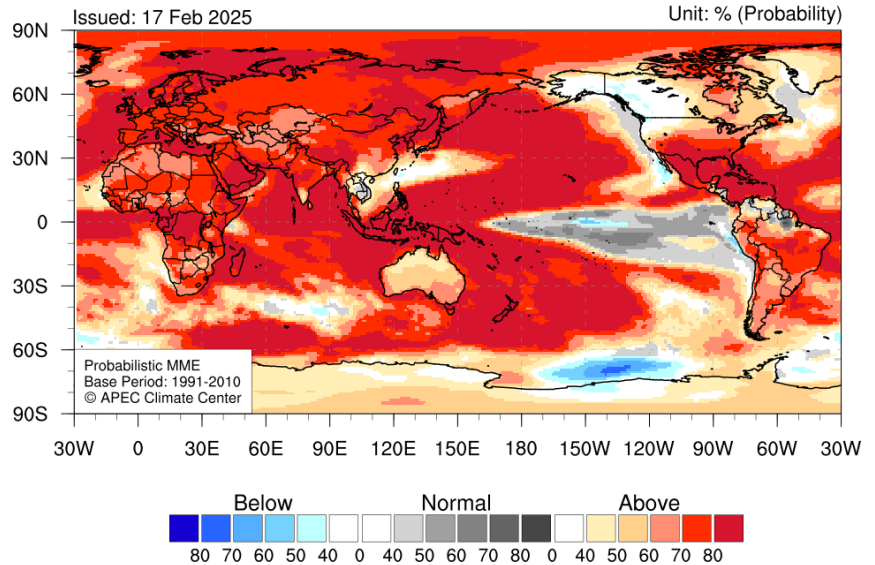 Issued: 17 Feb 2025
Unit: % (Probability)
90N
60N
30N
0
30S
60S
90S
Probabilistic MME
Base Period: 1991-2010
© APEC Climate Center
30W 0 30E 60E 90E 120E 150E 180 150W 120W 90W 60W 30W
Below Normal Above
80 70 60 50 40 0 40 50 60 70 80 0 40 50 60 70 80